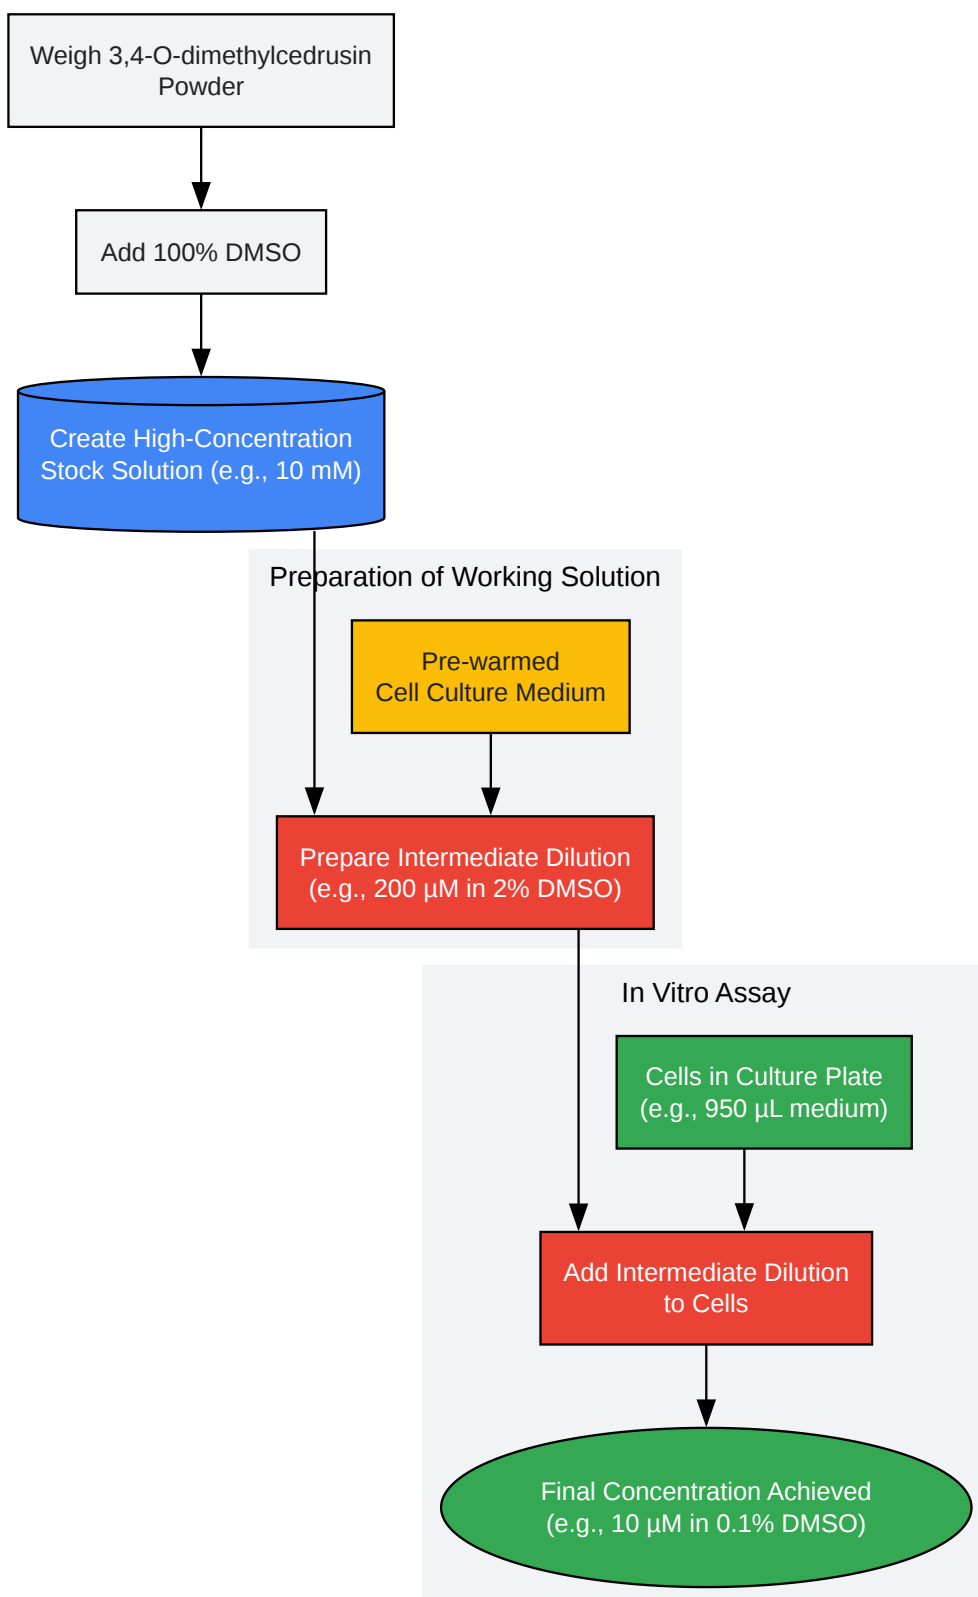 Weigh 3,4-O-dimethylcedrusin
Powder
Add 100% DMSO
Create High-Concentration
Stock Solution (e.g., 10 mM)
Preparation of Working Solution
Pre-warmed
Cell Culture Medium
Prepare Intermediate Dilution
(e.g., 200 µM in 2% DMSO)
In Vitro Assay
Cells in Culture Plate
(e.g., 950 µL medium)
Add Intermediate Dilution
to Cells
Final Concentration Achieved
(e.g., 10 µM in 0.1% DMSO)